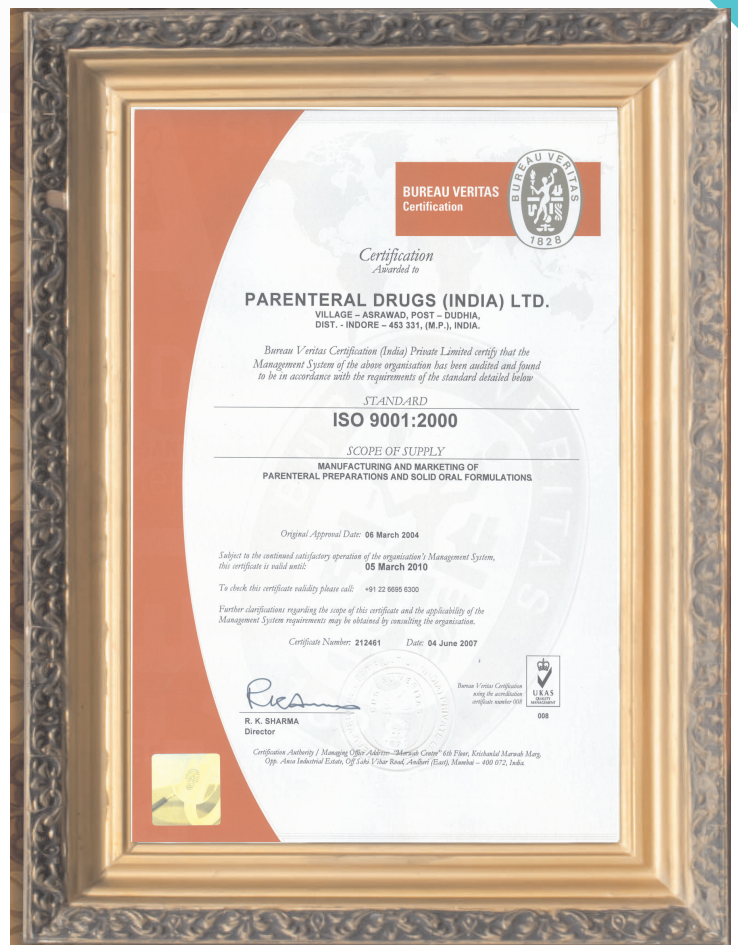 BUREAU VERITAS
Certification
BUREAU VERITAS
1828
Certification
Awarded to
PARENTERAL DRUGS (INDIA) LTD.
VILLAGE – ASRAWAD, POST – DUDHIA,
DIST. - INDORE – 453 331, (M.P.), INDIA.
Bureau Veritas Certification (India) Private Limited certify that the
Management System of the above organisation has been audited and found
to be in accordance with the requirements of the standard detailed below
STANDARD
ISO 9001:2000
SCOPE OF SUPPLY
MANUFACTURING AND MARKETING OF
PARENTERAL PREPARATIONS AND SOLID ORAL FORMULATIONS.
Original Approval Date: 06 March 2004
Subject to the continued satisfactory operation of the organisation's Management System,
this certificate is valid until: 05 March 2010
To check this certificate validity please call: +91 22 6695 6300
Further clarifications regarding the scope of this certificate and the applicability of the
Management System requirements may be obtained by consulting the organisation.
Certificate Number: 212461 Date: 04 June 2007
R. K. SHARMA
Director
Bureau Veritas Certification
using the accreditation
certificate number 008
UKAS
QUALITY
MANAGEMENT
008
Certification Authority / Managing Office Address: "Marwah Centre" 6th Floor, Krishanlal Marwah Marg,
Opp. Ansa Industrial Estate, Off Saki Vihar Road, Andheri (East), Mumbai – 400 072, India.